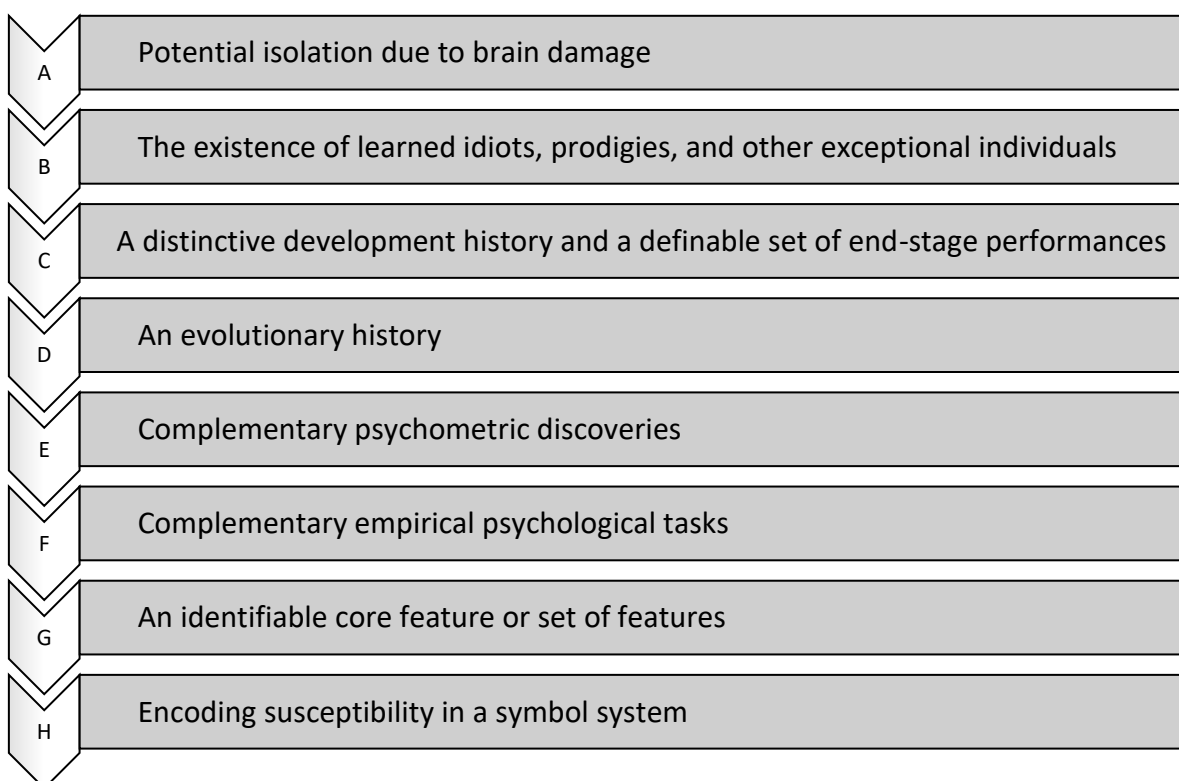 A
Potential isolation due to brain damage
B
The existence of learned idiots, prodigies, and other exceptional individuals
C
A distinctive development history and a definable set of end-stage performances
D
An evolutionary history
E
Complementary psychometric discoveries
F
Complementary empirical psychological tasks
G
An identifiable core feature or set of features
H
Encoding susceptibility in a symbol system